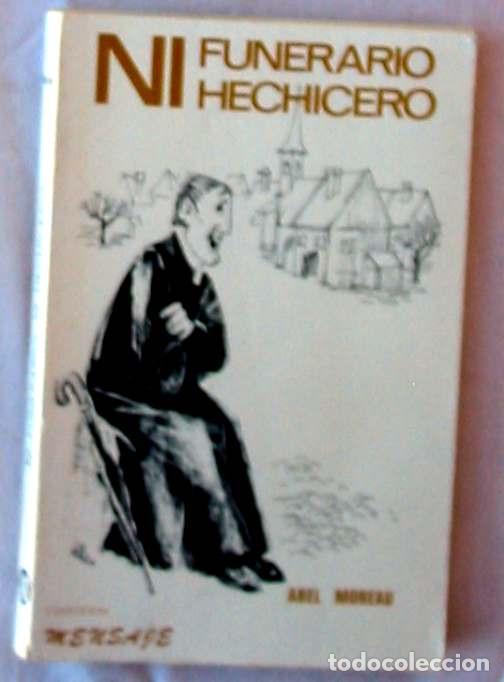 NI FUNERARIO
HECHICERO
ABEL MOREAU
MENSAJE
todocoleccion